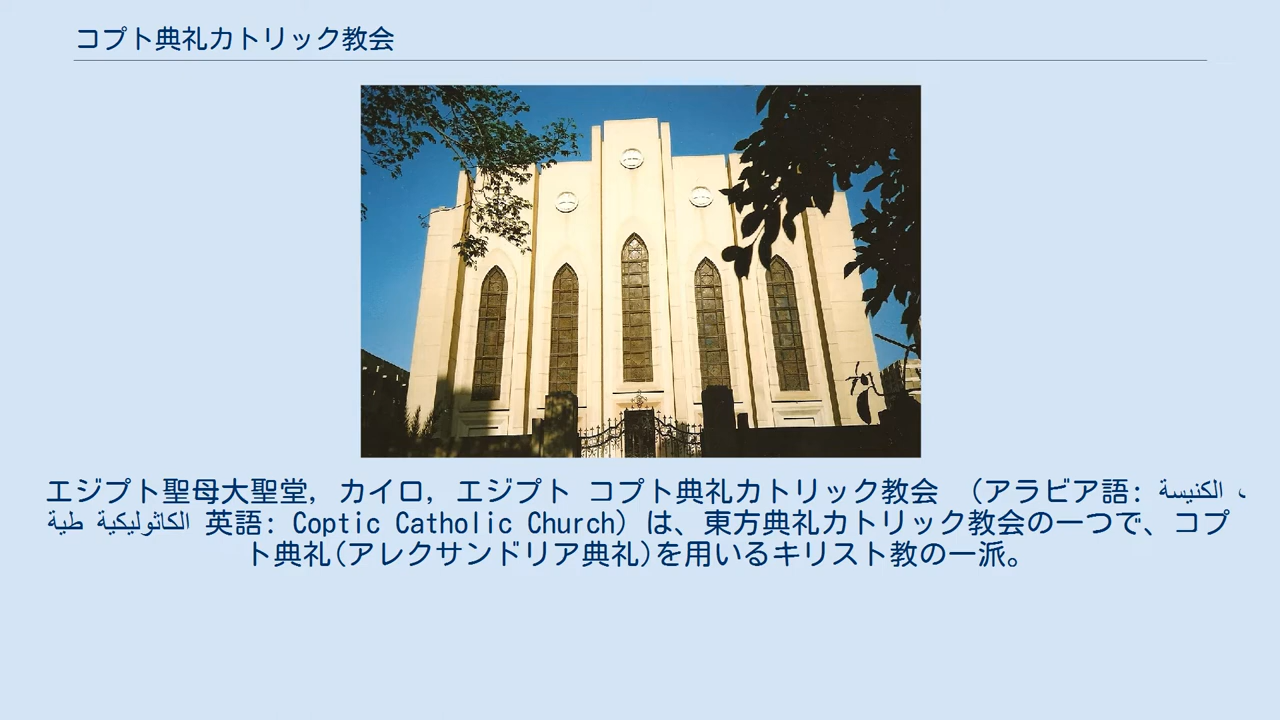 コプト典礼カトリック教会
エジプト聖母大聖堂, カイロ, エジプト コプト典礼カトリック教会 (アラビア語: الكنيسة ،
الكاثوليكية طية 英語: Coptic Catholic Church) は、東方典礼カトリック教会の一つで、コプ
ト典礼(アレクサンドリア典礼)を用いるキリスト教の一派。